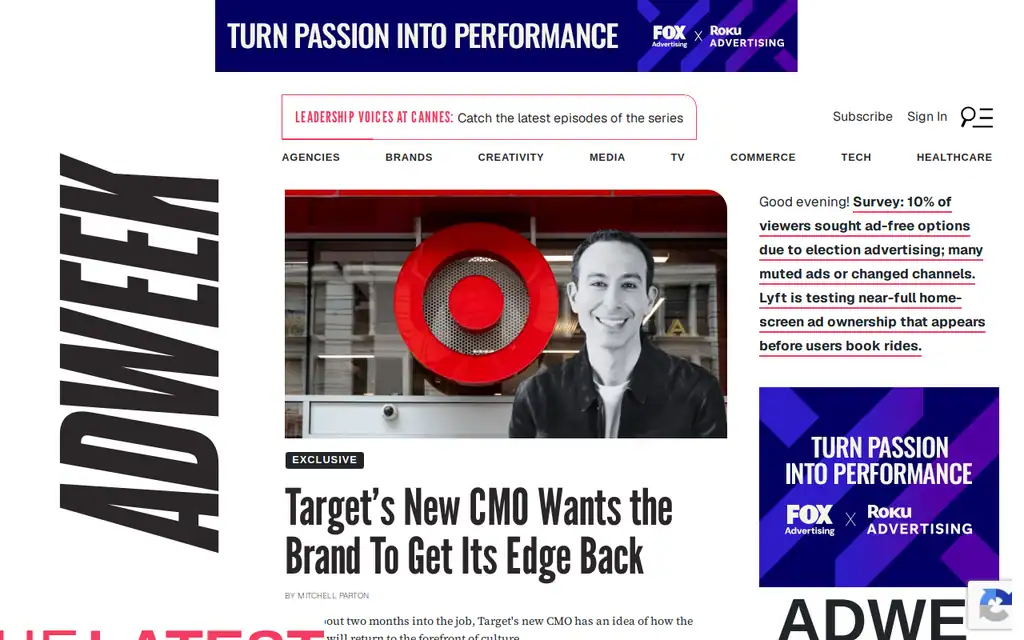 TURN PASSION INTO PERFORMANCE
FOX
Advertising
X
Roku
ADVERTISING
LEADERSHIP VOICES AT CANNES: Catch the latest episodes of the series
Subscribe
Sign In
AGENCIES
BRANDS
CREATIVITY
MEDIA
TV
COMMERCE
TECH
HEALTHCARE
ADWEEK
EXCLUSIVE
Target's New CMO Wants the
Brand To Get Its Edge Back
BY MITCHELL PARTON
two months into the job, Target's new CMO has an idea of how the
will return to the forefront of culture
LATEST
Good evening! Survey: 10% of
viewers sought ad-free options
due to election advertising; many
muted ads or changed channels.
Lyft is testing near-full home-
screen ad ownership that appears
before users book rides.
TURN PASSION
INTO PERFORMANCE
FOX
Advertising
X
Roku
ADVERTISING
ADWE